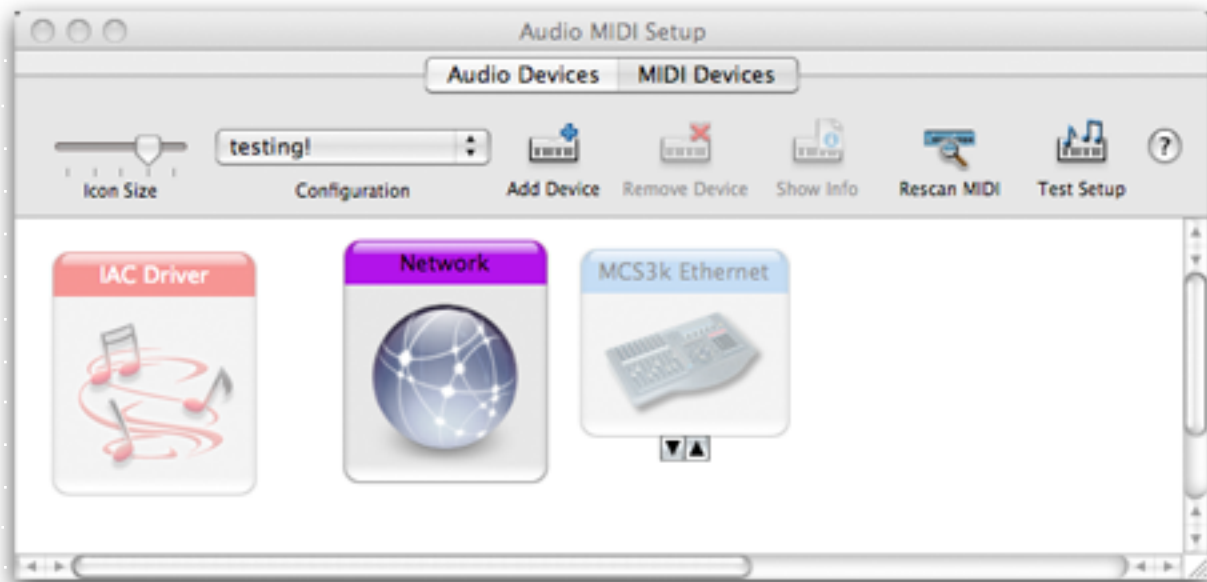 Audio MIDI Setup
Audio Devices MIDI Devices
testing!
Icon Size Configuration Add Device Remove Device Show Info Rescan MIDI Test Setup ?
IAC Driver Network MCS3k Ethernet